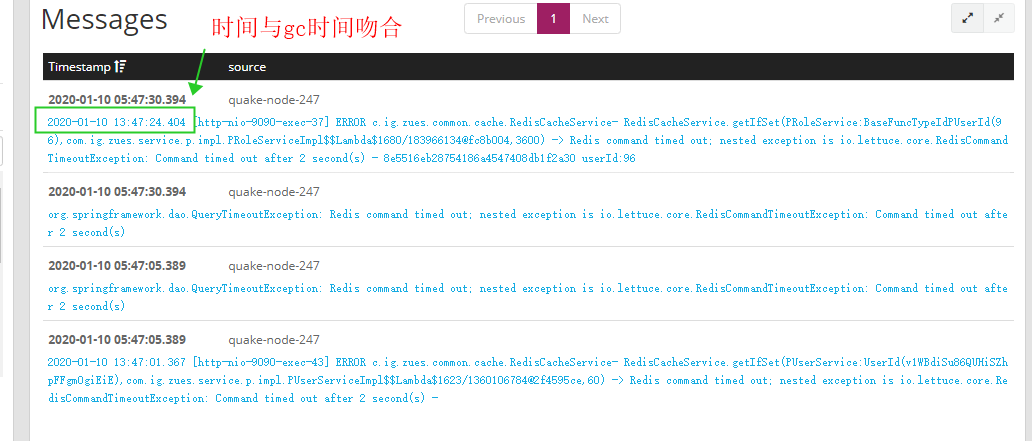 Messages
时间与gc时间吻合
Previous 1 Next
Timestamp source
2020-01-10 05:47:30.394 quake-node-247
2020-01-10 13:47:24.404 [http-nio-9090-exec-37] ERROR c.ig.zues.common.cache.RedisCacheService- RedisCacheService.getIfSet(PRoleService:BaseFuncTypeIdPUserId(9
6),com.ig.zues.service.p.impl.PRoleServiceImpl$$Lambda$1680/183966134@fc8b004,3600) -> Redis command timed out; nested exception is io.lettuce.core.RedisCommand
TimeoutException: Command timed out after 2 second(s) - 8e5516eb28754186a4547408db1f2a30 userId:96
2020-01-10 05:47:30.394 quake-node-247
org.springframework.dao.QueryTimeoutException: Redis command timed out; nested exception is io.lettuce.core.RedisCommandTimeoutException: Command timed out afte
r 2 second(s)
2020-01-10 05:47:05.389 quake-node-247
org.springframework.dao.QueryTimeoutException: Redis command timed out; nested exception is io.lettuce.core.RedisCommandTimeoutException: Command timed out afte
r 2 second(s)
2020-01-10 05:47:05.389 quake-node-247
2020-01-10 13:47:01.367 [http-nio-9090-exec-43] ERROR c.ig.zues.common.cache.RedisCacheService- RedisCacheService.getIfSet(PUserService:UserId(v1WBdiSu86QUHiSZh
pFFgmOgiEiE),com.ig.zues.service.p.impl.PUserServiceImpl$$Lambda$1623/1360106784@2f4595ce,60) -> Redis command timed out; nested exception is io.lettuce.core.Re
disCommandTimeoutException: Command timed out after 2 second(s) -